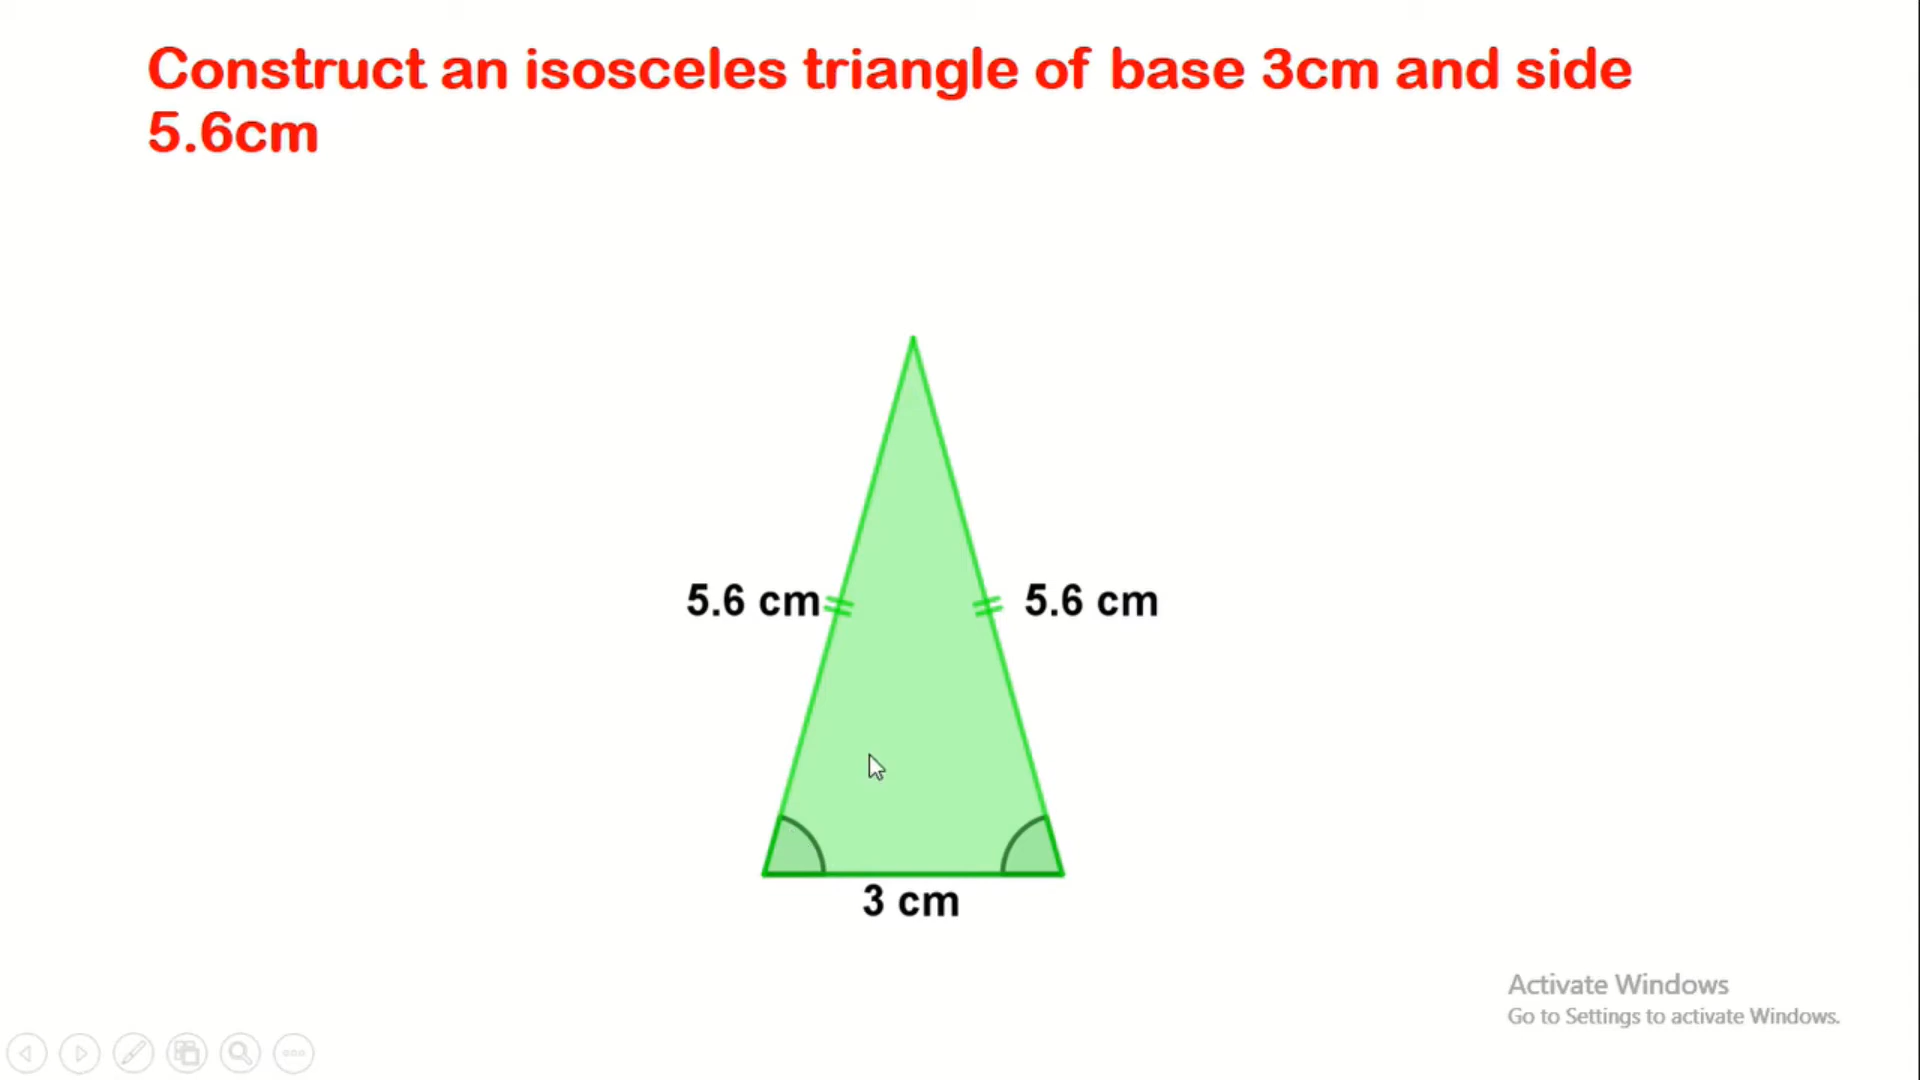 Construct an isosceles triangle of base 3cm and side
5.6cm
5.6 cm
5.6 cm
3 cm
Activate Windows
Go to Settings to activate Windows.